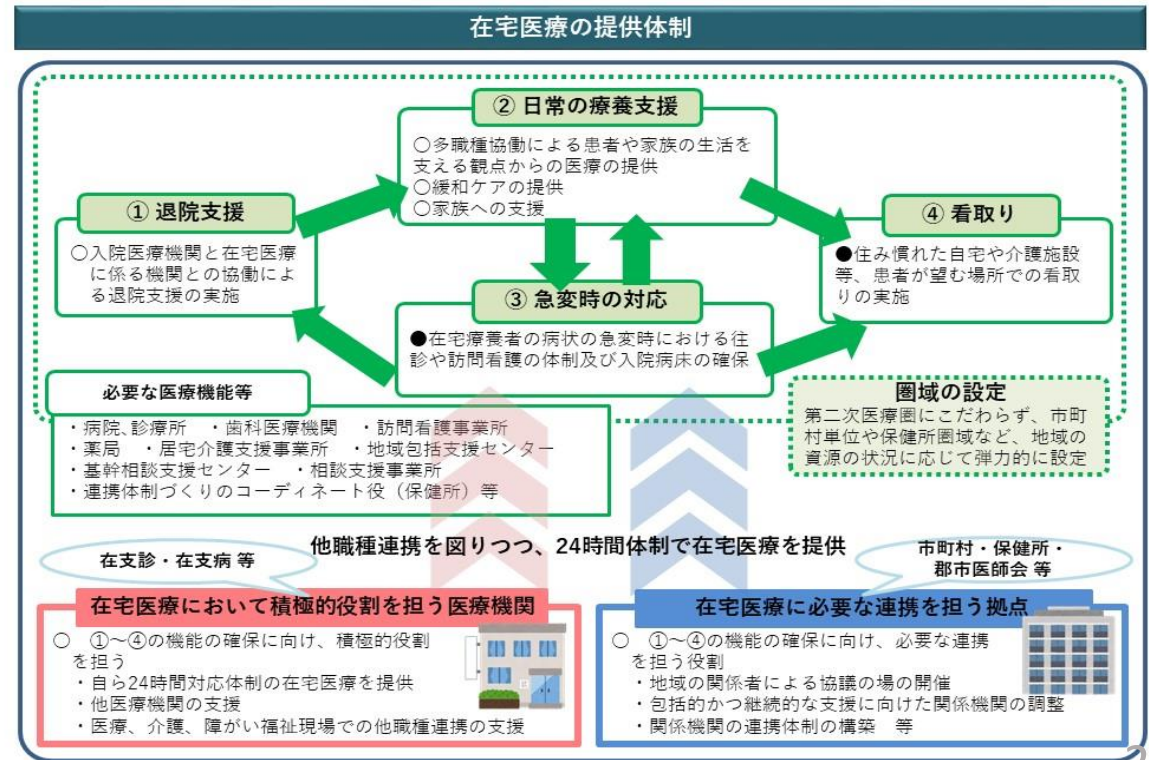 在宅医療の提供体制
② 日常の療養支援
○多職種協働による患者や家族の生活を
支える観点からの医療の提供
○緩和ケアの提供
○家族への支援
① 退院支援
○入院医療機関と在宅医療
に係る機関との協働によ
る退院支援の実施
④ 看取り
●住み慣れた自宅や介護施設
等、患者が望む場所での看取
りの実施
③ 急変時の対応
●在宅療養者の病状の急変時における往
診や訪問看護の体制及び入院病床の確保
必要な医療機能等
・病院、診療所 ・歯科医療機関 ・訪問看護事業所
・薬局 ・居宅介護支援事業所 ・地域包括支援センター
・基幹相談支援センター ・相談支援事業所
・連携体制づくりのコーディネート役（保健所）等
圏域の設定
第二次医療圏にこだわらず、市町
村単位や保健所圏域など、地域の
資源の状況に応じて弾力的に設定
他職種連携を図りつつ、24時間体制で在宅医療を提供
在支診・在支病 等
市町村・保健所・
郡市医師会 等
在宅医療において積極的役割を担う医療機関
○ ①～④の機能の確保に向け、積極的役割
を担う
・自ら24時間対応体制の在宅医療を提供
・他医療機関の支援
・医療、介護、障がい福祉現場での他職種連携の支援
在宅医療に必要な連携を担う拠点
○ ①～④の機能の確保に向け、必要な連携
を担う役割
・地域の関係者による協議の場の開催
・包括的かつ継続的な支援に向けた関係機関の調整
・関係機関の連携体制の構築 等
2